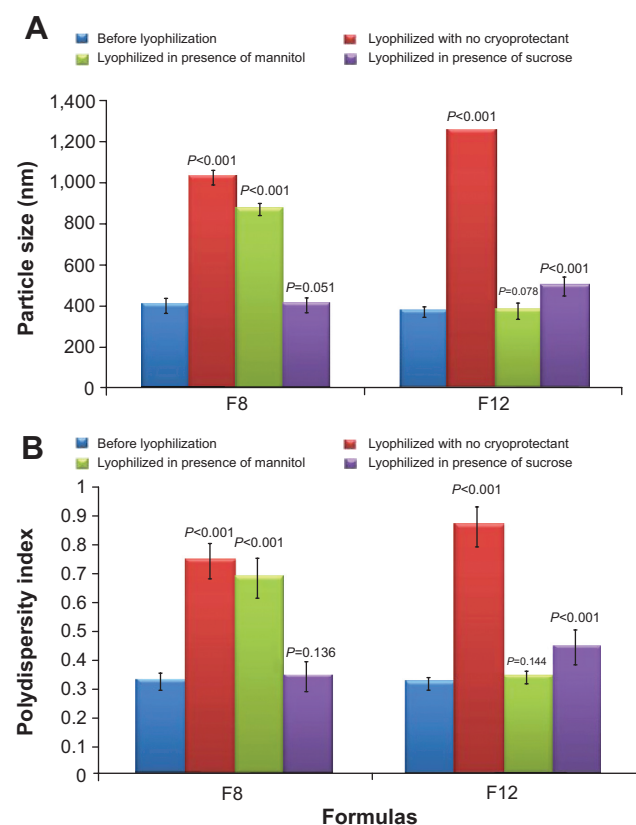 A
Before lyophilization
Lyophilized with no cryoprotectant
Lyophilized in presence of mannitol
Lyophilized in presence of sucrose
Particle size (nm)
1,400
1,200
1,000
800
600
400
200
0
P<0.001
P<0.001
P=0.051
P<0.001
P=0.078
P<0.001
F8
F12
B
Before lyophilization
Lyophilized with no cryoprotectant
Lyophilized in presence of mannitol
Lyophilized in presence of sucrose
Polydispersity index
1
0.9
0.8
0.7
0.6
0.5
0.4
0.3
0.2
0.1
0
P<0.001
P<0.001
P=0.136
P<0.001
P=0.144
P<0.001
F8
F12
Formulas